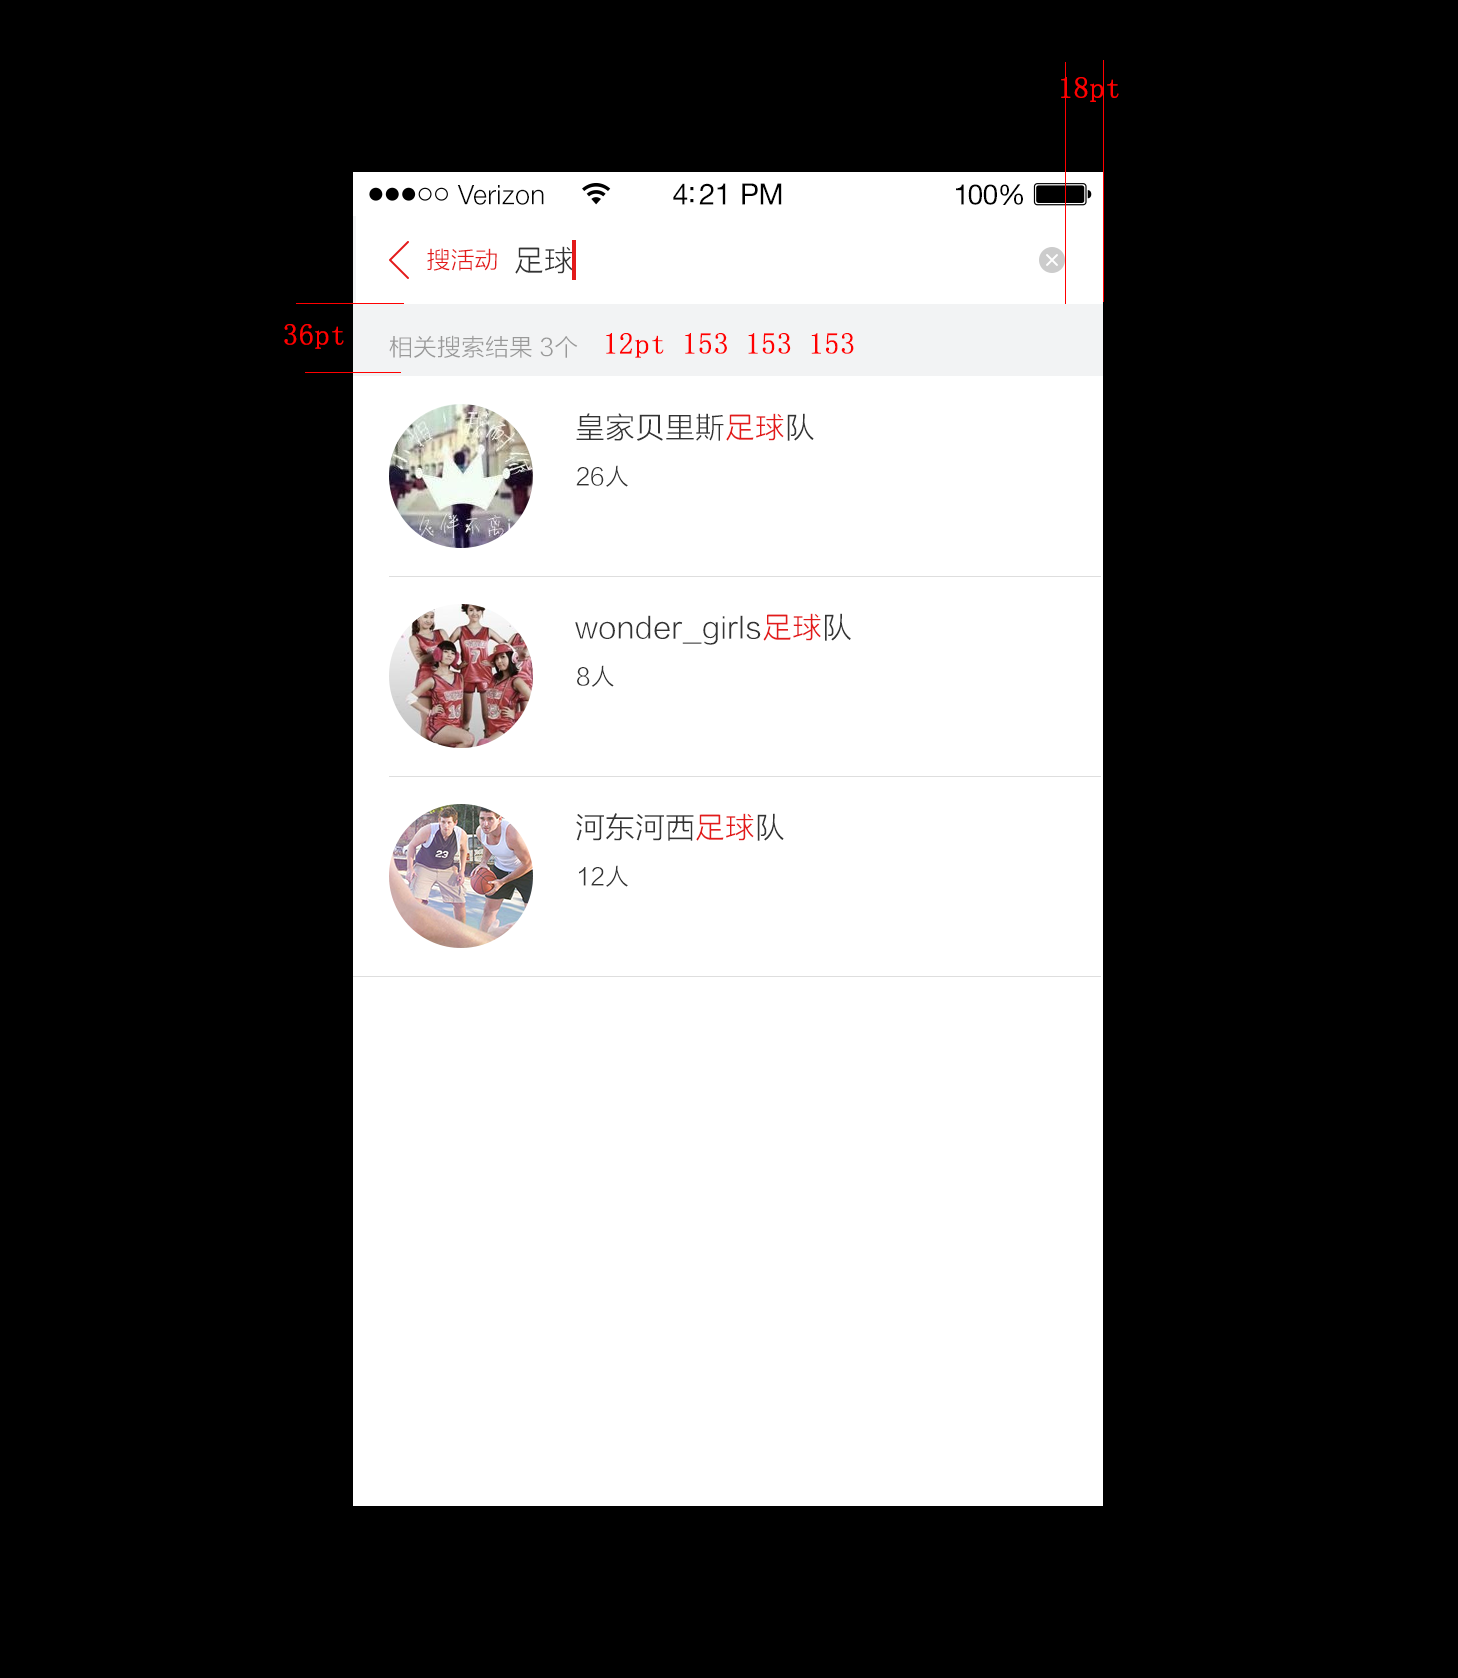 18pt
Verizon 4:21 PM 100%
搜活动 足球
36pt
相关搜索结果 3个 12pt 153 153 153
皇家贝里斯足球队
26人
wonder_girls足球队
8人
河东河西足球队
12人
23